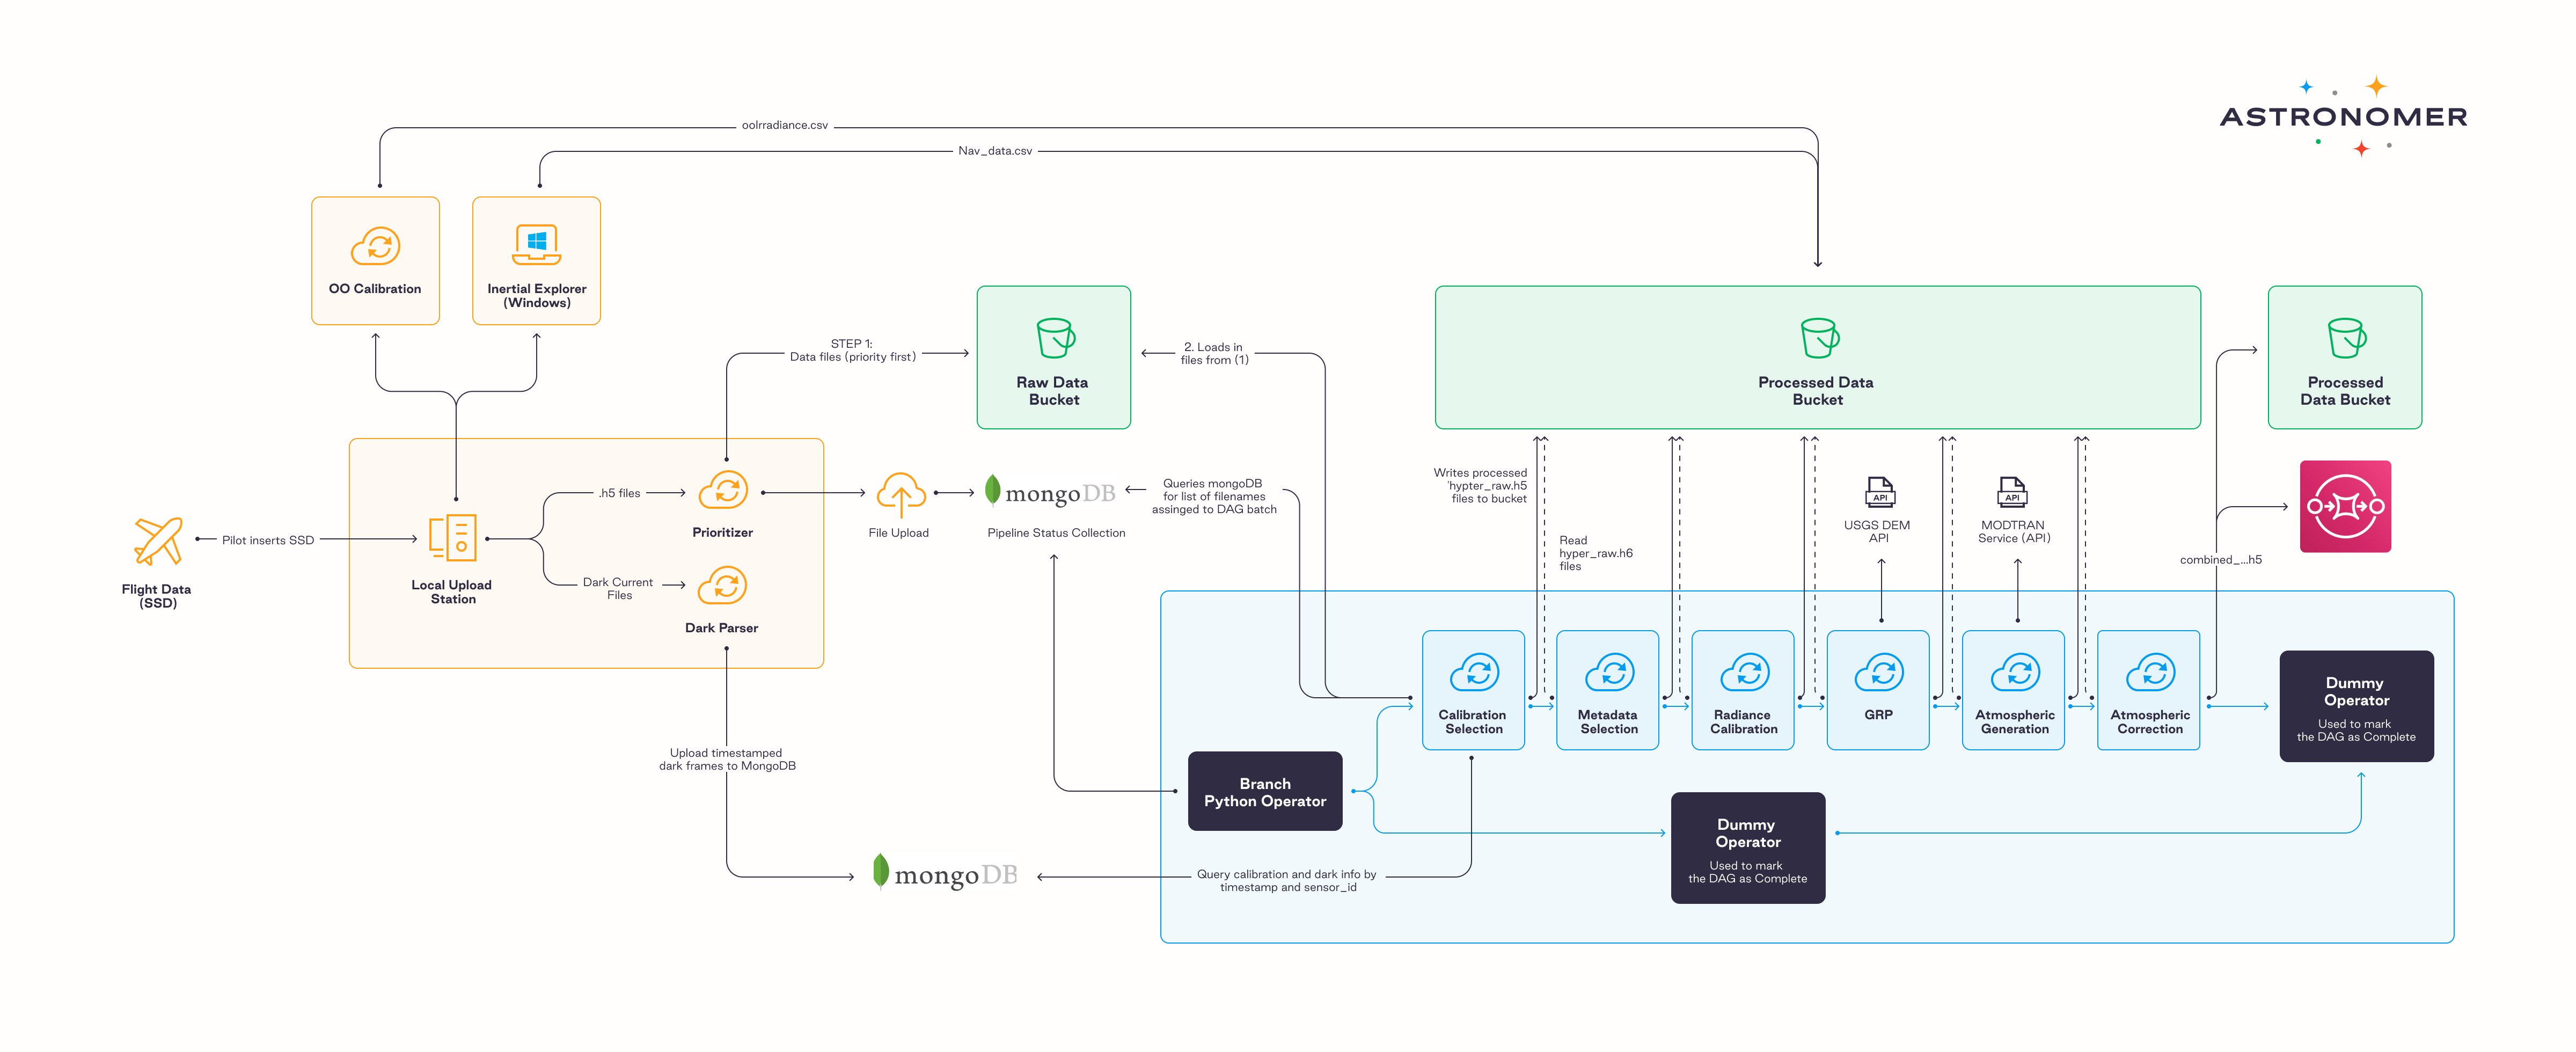 ASTRONOMER
oolrradiance.csv
Nav_data.csv
OO Calibration
Inertial Explorer
(Windows)
STEP 1:
Data files (priority first)
Raw Data
Bucket
2. Loads in
files from (1)
Processed Data
Bucket
Processed
Data Bucket
Flight Data
(SSD)
Pilot inserts SSD
Local Upload
Station
.h5 files
Dark Current
Files
Prioritizer
Dark Parser
File Upload
mongoDB
Pipeline Status Collection
Queries mongoDB
for list of filenames
assinged to DAG batch
Writes processed
'hypter_raw.h5
files to bucket
Read
hyper_raw.h6
files
API
USGS DEM
API
API
MODTRAN
Service (API)
combined_...h5
Upload timestamped
dark frames to MongoDB
mongoDB
Query calibration and dark info by
timestamp and sensor_id
Branch
Python Operator
Calibration
Selection
Metadada
Selection
Radiance
Calibration
GRP
Atmospheric
Generation
Atmospheric
Correction
Dummy
Operator
Used to mark
the DAG as Complete
Dummy
Operator
Used to mark
the DAG as Complete